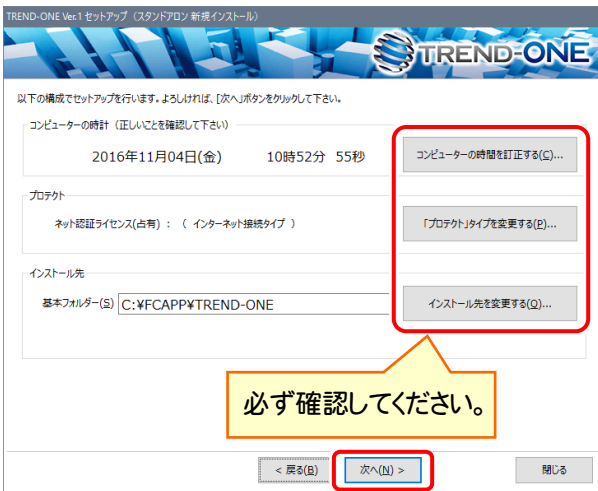 TREND-ONE Ver.1 セットアップ（スタンドアロン 新規インストール）
TREND-ONE
以下の構成でセットアップを行います。よろしければ、[次へ]ボタンをクリックして下さい。
コンピューターの時計（正しいことを確認して下さい）
2016年11月04日(金) 10時52分 55秒
コンピューターの時間を訂正する(C)...
プロテクト
ネット認証ライセンス(占有) ： （ インターネット接続タイプ ）
「プロテクト」タイプを変更する(P)...
インストール先
基本フォルダー(S) C:¥FCAPP¥TREND-ONE
インストール先を変更する(O)...
必ず確認してください。
< 戻る(B) 次へ(N) > 閉じる